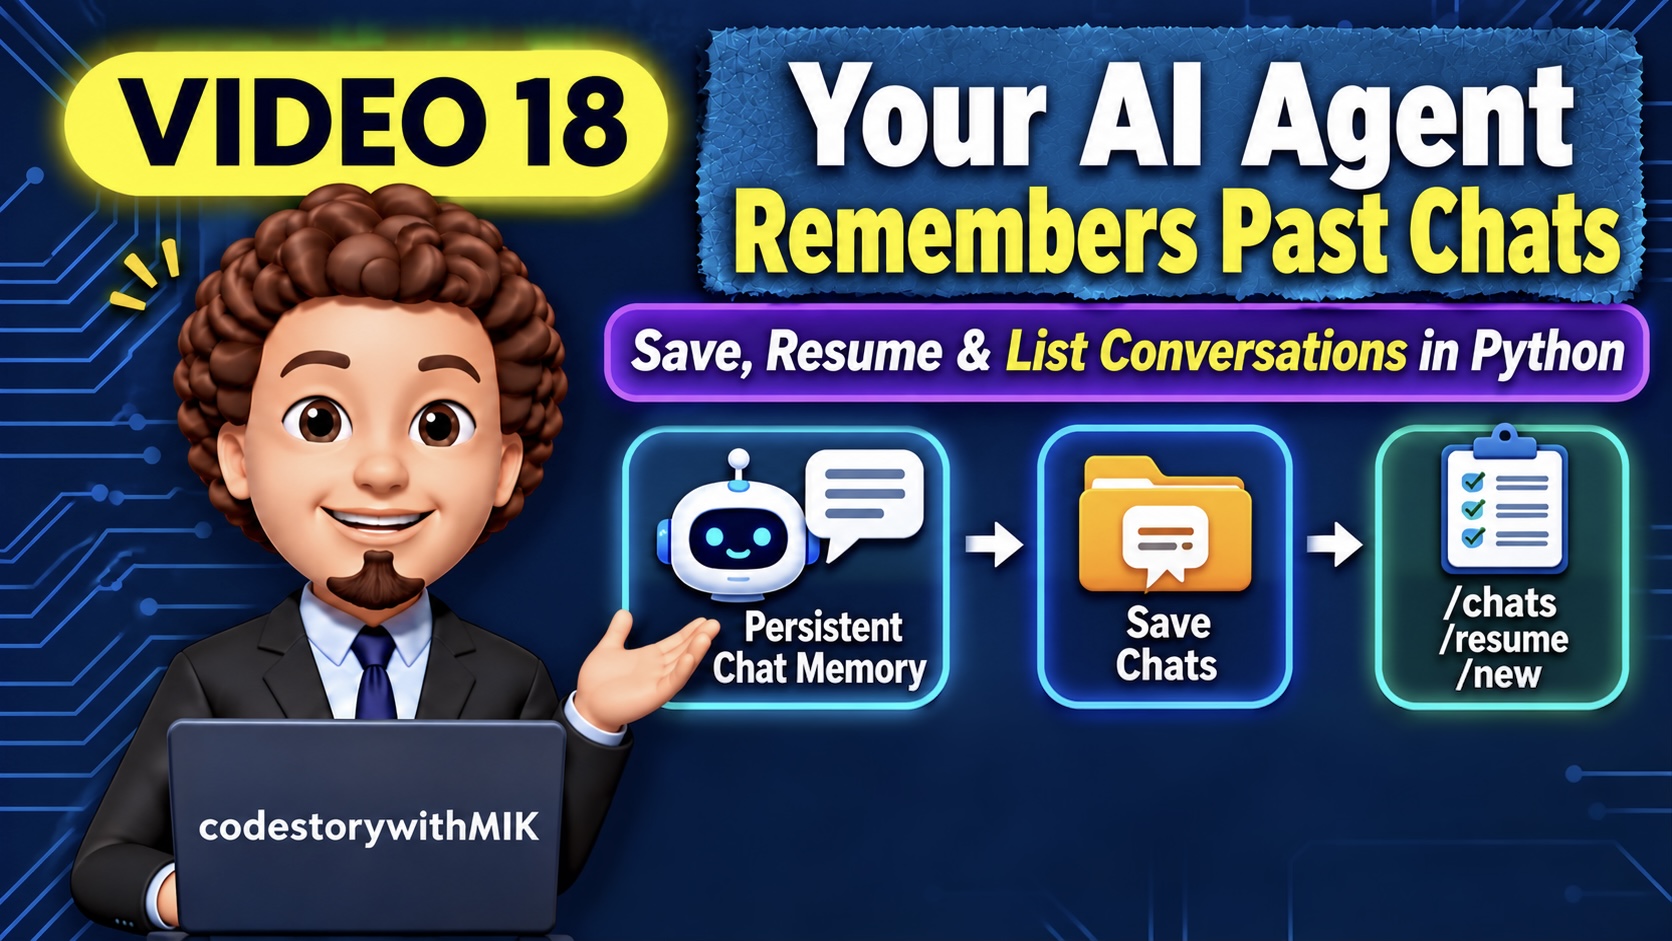 VIDEO 18
Your AI Agent
Remembers Past Chats
Save, Resume & List Conversations in Python
Persistent
Chat Memory
Save
Chats
/chats
/resume
/new
codestorywithMIK